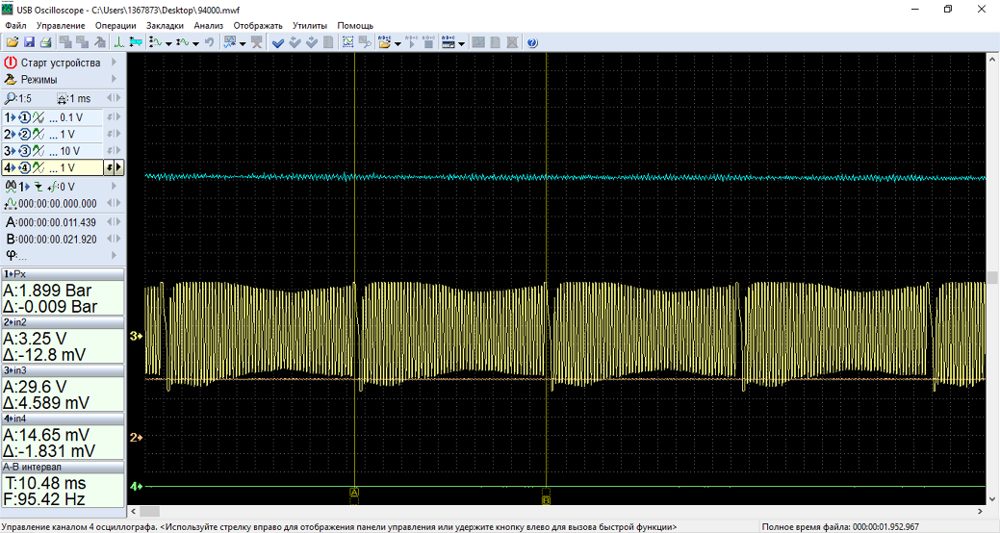 USB Oscilloscope - C:\Users\1367873\Desktop\94000.mwf
Файл Управление Операции Закладки Анализ Отображать Утилиты Помощь
Старт устройства
Режимы
:1:5 :1 ms
1 1 ... 0.1 V
2 2 ... 1 V
3 3 ... 10 V
4 4 ... 1 V
1 :0 V
:000:00:00.000.000
A:000:00:00.011.439
B:000:00:00.021.920
φ:...
1 Px
A:1.899 Bar
Δ:-0.009 Bar
2 in2
A:3.25 V
Δ:-12.8 mV
3 in3
A:29.6 V
Δ:4.589 mV
4 in4
A:14.65 mV
Δ:-1.831 mV
A-B интервал
T:10.48 ms
F:95.42 Hz
3
2
4
A
B
Управление каналом 4 осциллографа. <Используйте стрелку вправо для отображения панели управления или удержите кнопку влево для вызова быстрой функции>
Полное время файла: 000:00:01.952.967